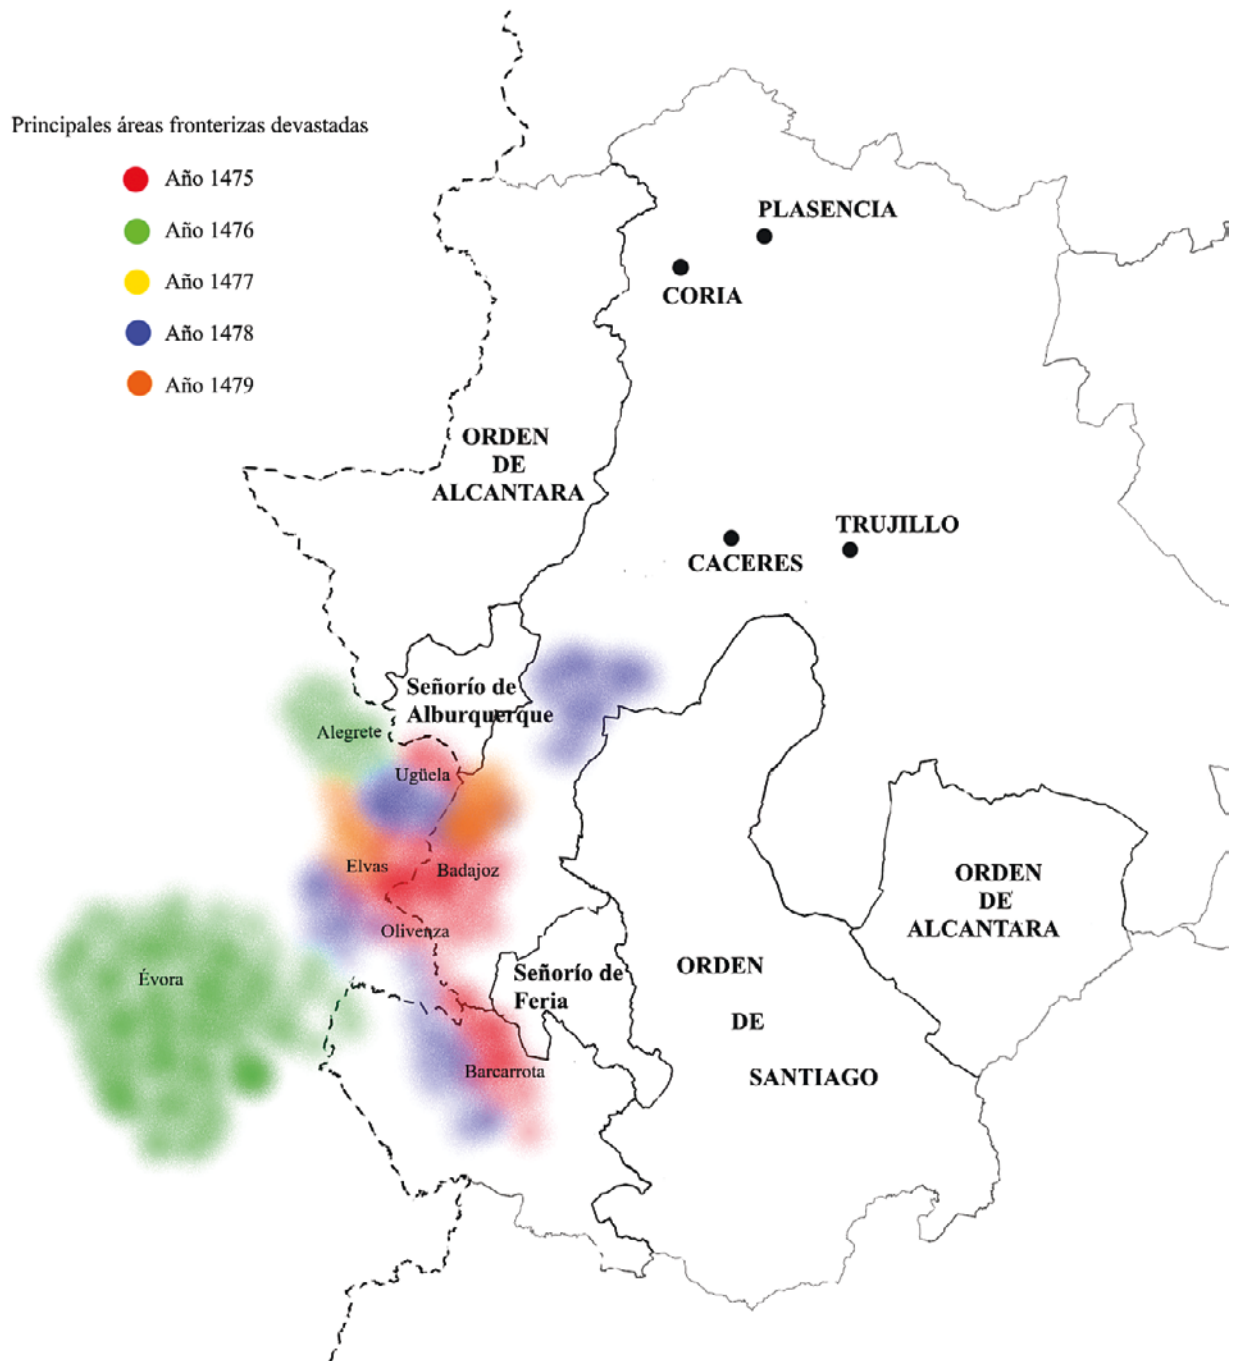 Principales áreas fronterizas devastadas
Año 1475
Año 1476
Año 1477
Año 1478
Año 1479
PLASENCIA
CORIA
ORDEN
DE
ALCANTARA
TRUJILLO
CACERES
Señorío de
Alburquerque
Alegrete
Ugüela
Elvas
Badajoz
Olivenza
Évora
Señorío de
Feria
Barcarrota
ORDEN
DE
SANTIAGO
ORDEN
DE
ALCANTARA